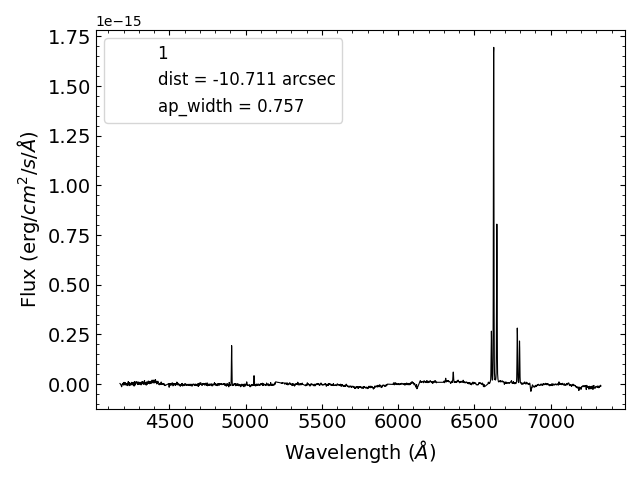 1e−15
1.75
1.50
1.25
1.00
0.75
0.50
0.25
0.00
Flux (erg/cm²/s/Å)
1
dist = -10.711 arcsec
ap_width = 0.757
4500 5000 5500 6000 6500 7000
Wavelength (Å)